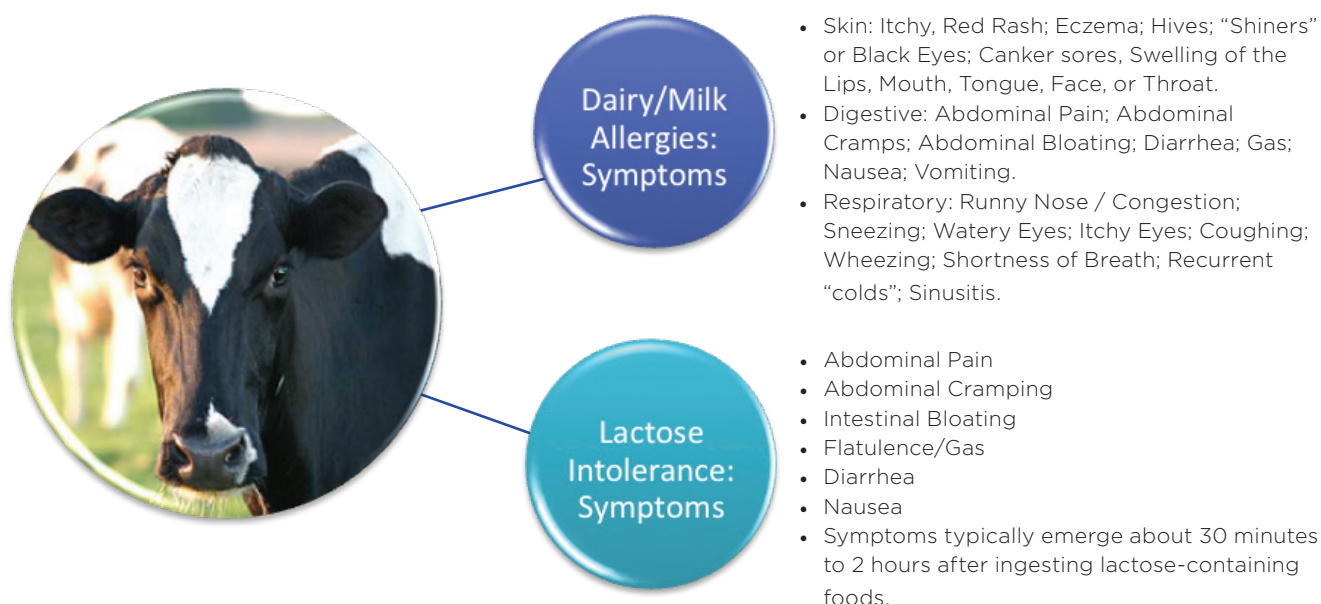 Dairy/Milk
Allergies:
Symptoms
• Skin: Itchy, Red Rash; Eczema; Hives; “Shiners”
or Black Eyes; Canker sores, Swelling of the
Lips, Mouth, Tongue, Face, or Throat.
• Digestive: Abdominal Pain; Abdominal
Cramps; Abdominal Bloating; Diarrhea; Gas;
Nausea; Vomiting.
• Respiratory: Runny Nose / Congestion;
Sneezing; Watery Eyes; Itchy Eyes; Coughing;
Wheezing; Shortness of Breath; Recurrent
“colds”; Sinusitis.
Lactose
Intolerance:
Symptoms
• Abdominal Pain
• Abdominal Cramping
• Intestinal Bloating
• Flatulence/Gas
• Diarrhea
• Nausea
• Symptoms typically emerge about 30 minutes
to 2 hours after ingesting lactose-containing
foods.